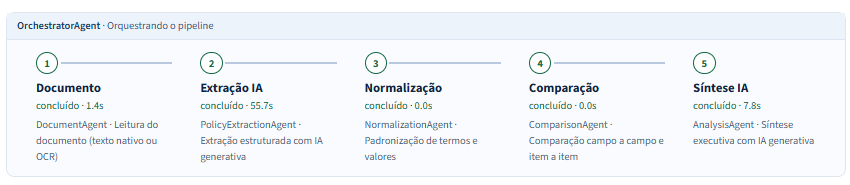 OrchestratorAgent · Orquestrando o pipeline
1
Documento
concluído · 1.4s
DocumentAgent · Leitura do
documento (texto nativo ou
OCR)
2
Extração IA
concluído · 55.7s
PolicyExtractionAgent ·
Extração estruturada com IA
generativa
3
Normalização
concluído · 0.0s
NormalizationAgent ·
Padronização de termos e
valores
4
Comparação
concluído · 0.0s
ComparisonAgent ·
Comparação campo a campo e
item a item
5
Síntese IA
concluído · 7.8s
AnalysisAgent · Síntese
executiva com IA generativa